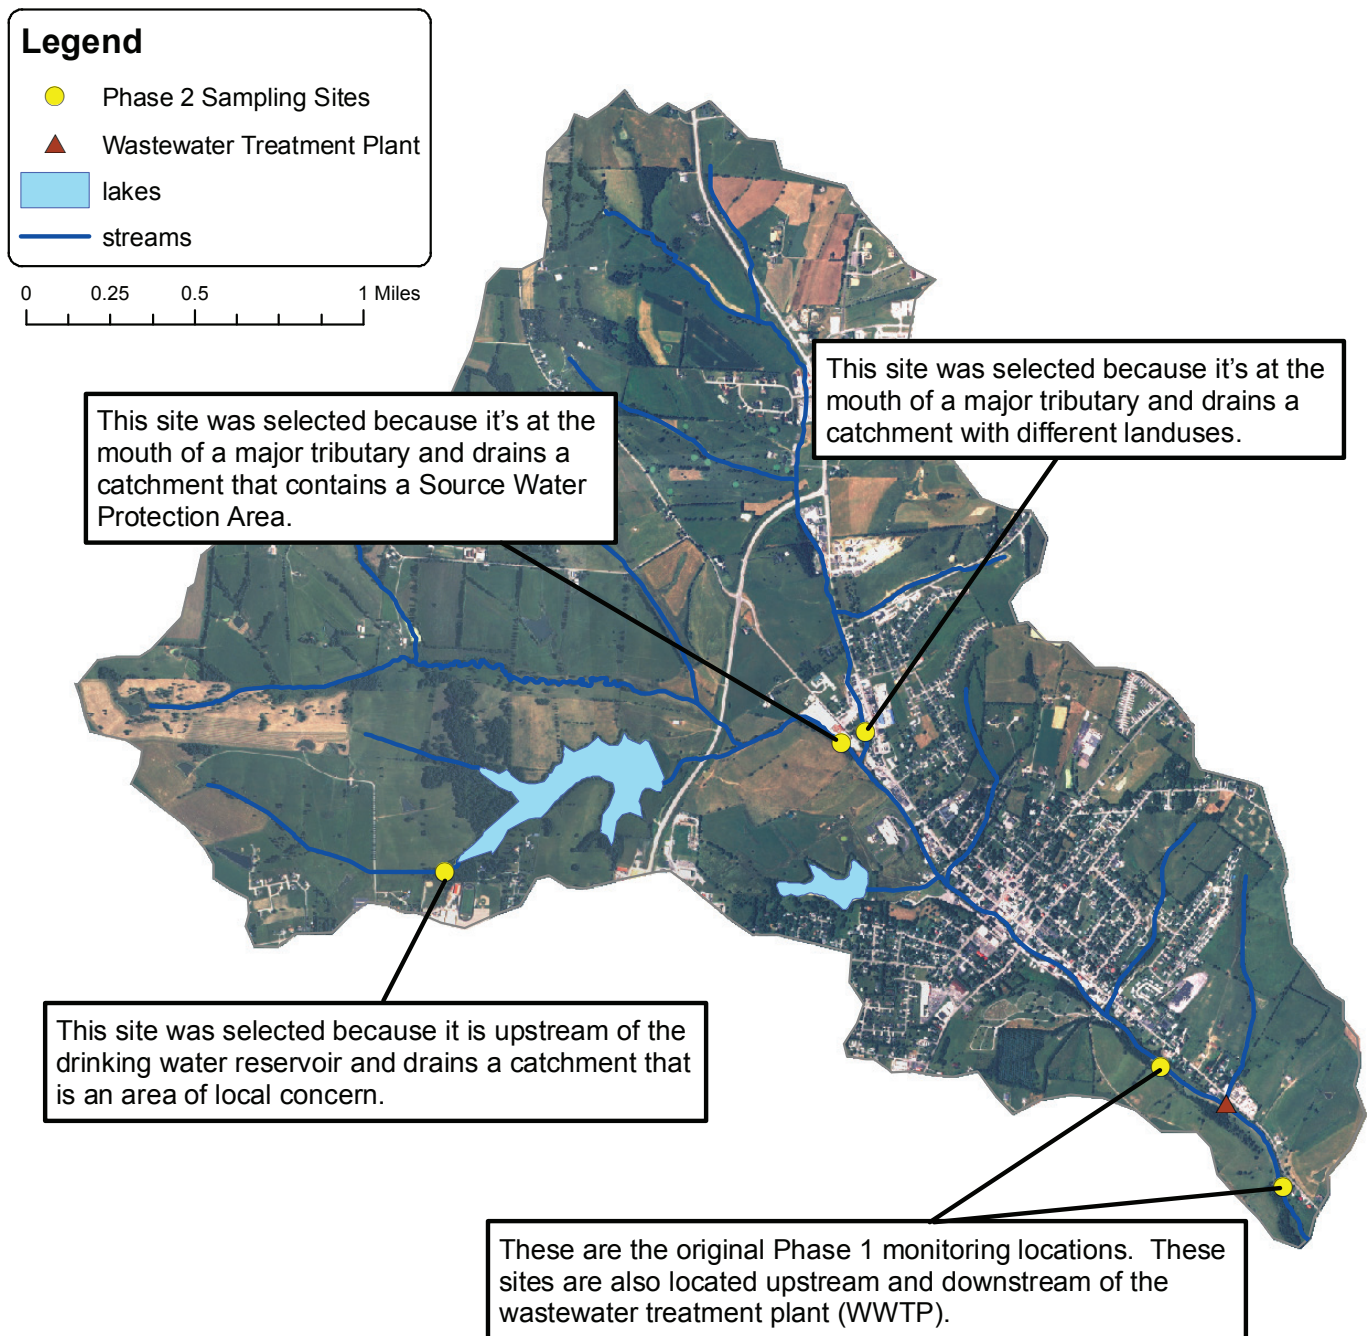 Legend
Phase 2 Sampling Sites
Wastewater Treatment Plant
lakes
streams
0 0.25 0.5 1 Miles
This site was selected because it's at the
mouth of a major tributary and drains a
catchment with different landuses.
This site was selected because it's at the
mouth of a major tributary and drains a
catchment that contains a Source Water
Protection Area.
This site was selected because it is upstream of the
drinking water reservoir and drains a catchment that
is an area of local concern.
These are the original Phase 1 monitoring locations.  These
sites are also located upstream and downstream of the
wastewater treatment plant (WWTP).